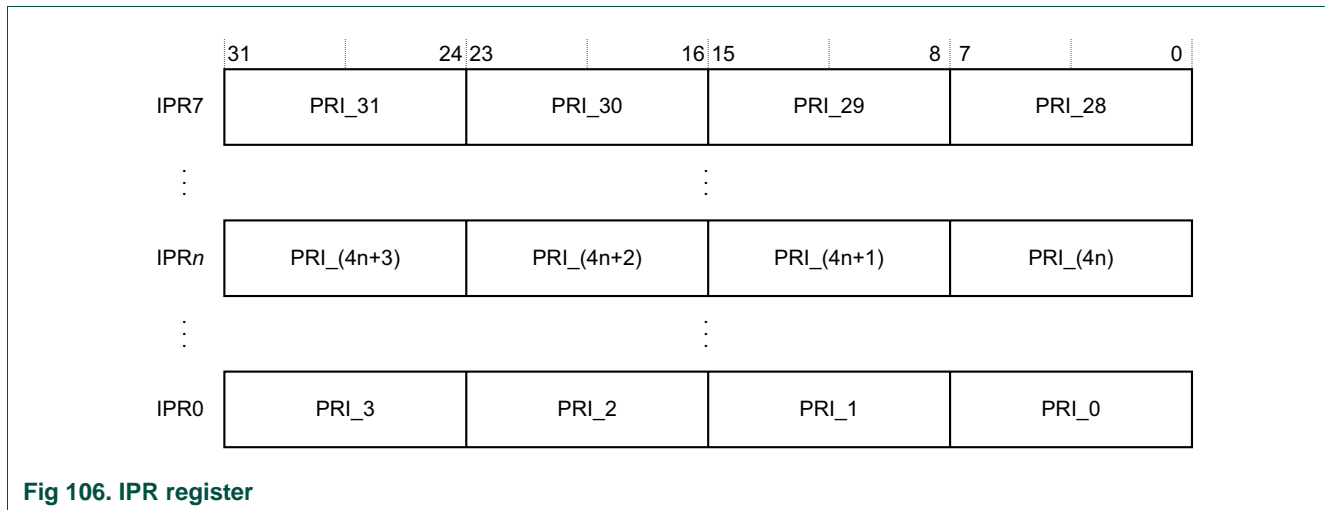 31 24 23 16 15 8 7 0
IPR7 PRI_31 PRI_30 PRI_29 PRI_28
IPRn PRI_(4n+3) PRI_(4n+2) PRI_(4n+1) PRI_(4n)
IPR0 PRI_3 PRI_2 PRI_1 PRI_0
Fig 106. IPR register